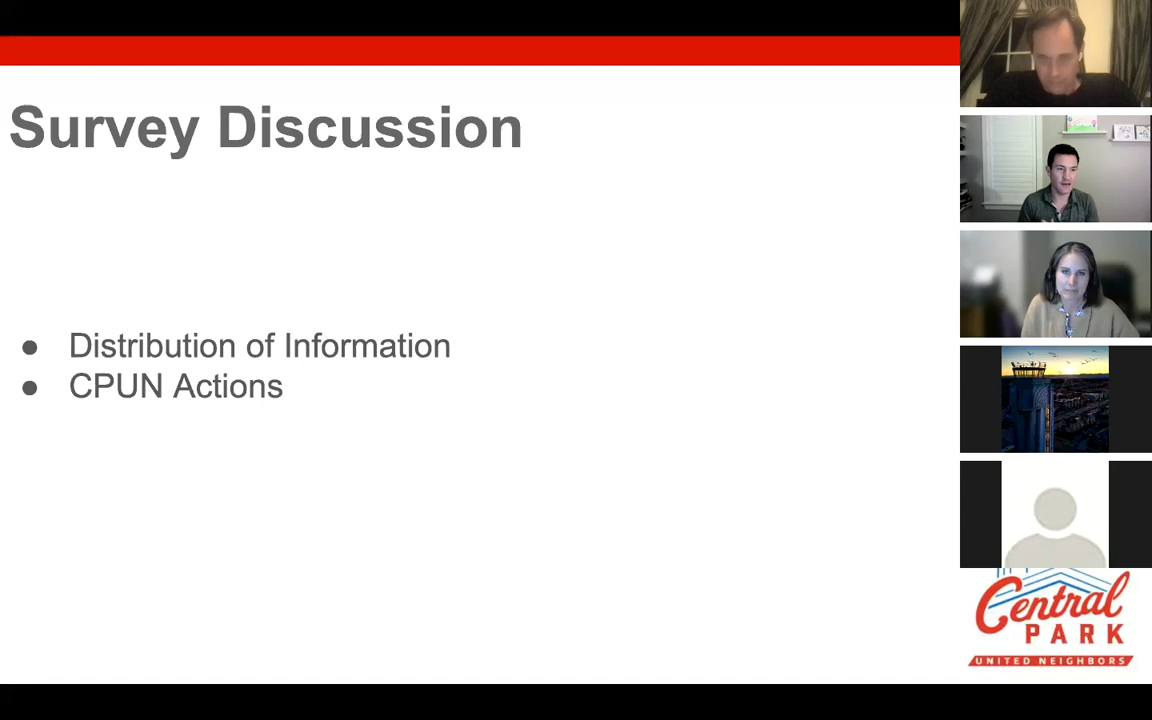 Survey Discussion
● Distribution of Information
● CPUN Actions
Central
PARK
UNITED NEIGHBORS